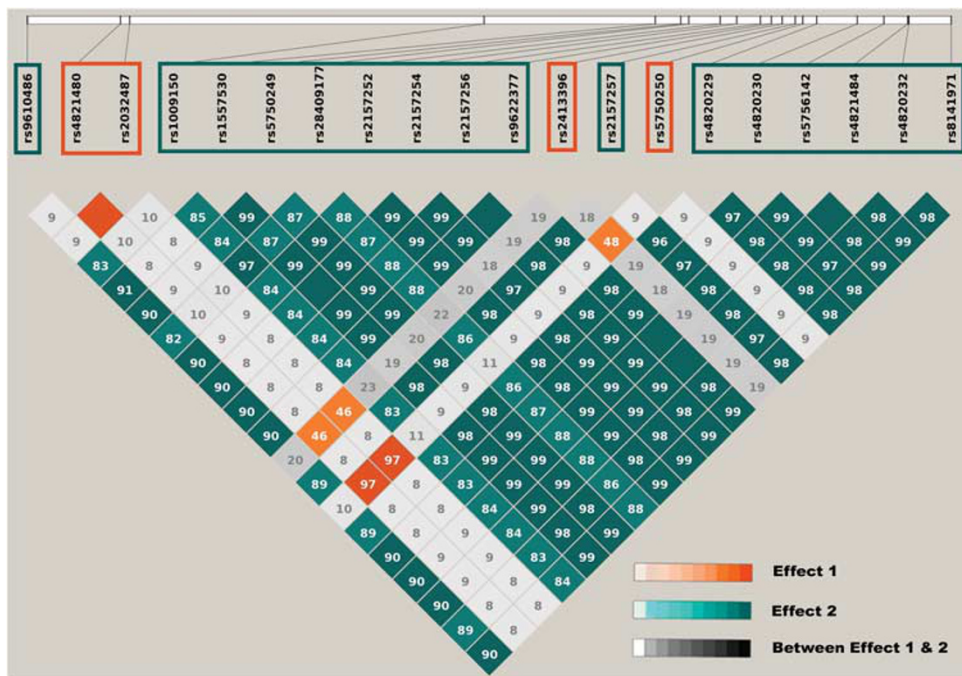 rs9610486
rs4821480
rs2032487
rs1009150
rs1557530
rs5750249
rs28409177
rs2157252
rs2157254
rs2157256
rs9622377
rs2413396
rs2157257
rs5750250
rs4820229
rs4820230
rs5756142
rs4821484
rs4820232
rs8141971
9 10 85 99 87 88 99 99 19 18 9 9 97 99 98 98
9 10 8 84 87 99 87 99 99 19 98 48 96 9 98 99 98 99
83 8 9 97 99 99 88 99 18 98 9 19 97 9 98 97 99
91 9 10 84 99 88 20 97 9 98 18 98 9 98 98
90 10 9 84 99 99 22 98 9 98 99 19 98 9 98
82 9 8 84 99 20 86 9 98 99 19 97 9
90 8 8 84 19 98 11 98 99 99 19 98
90 8 8 23 98 9 86 98 99 99 98 19
90 8 46 83 9 98 87 99 99 98 99
90 46 8 11 98 99 88 98 98 99
20 8 97 83 99 99 88 98 99
89 97 8 83 99 99 86 99
10 8 8 84 99 98 88
89 8 9 84 98 99
90 9 9 83 99
90 9 8 84
90 8 8
89 8
90
Effect 1
Effect 2
Between Effect 1 & 2